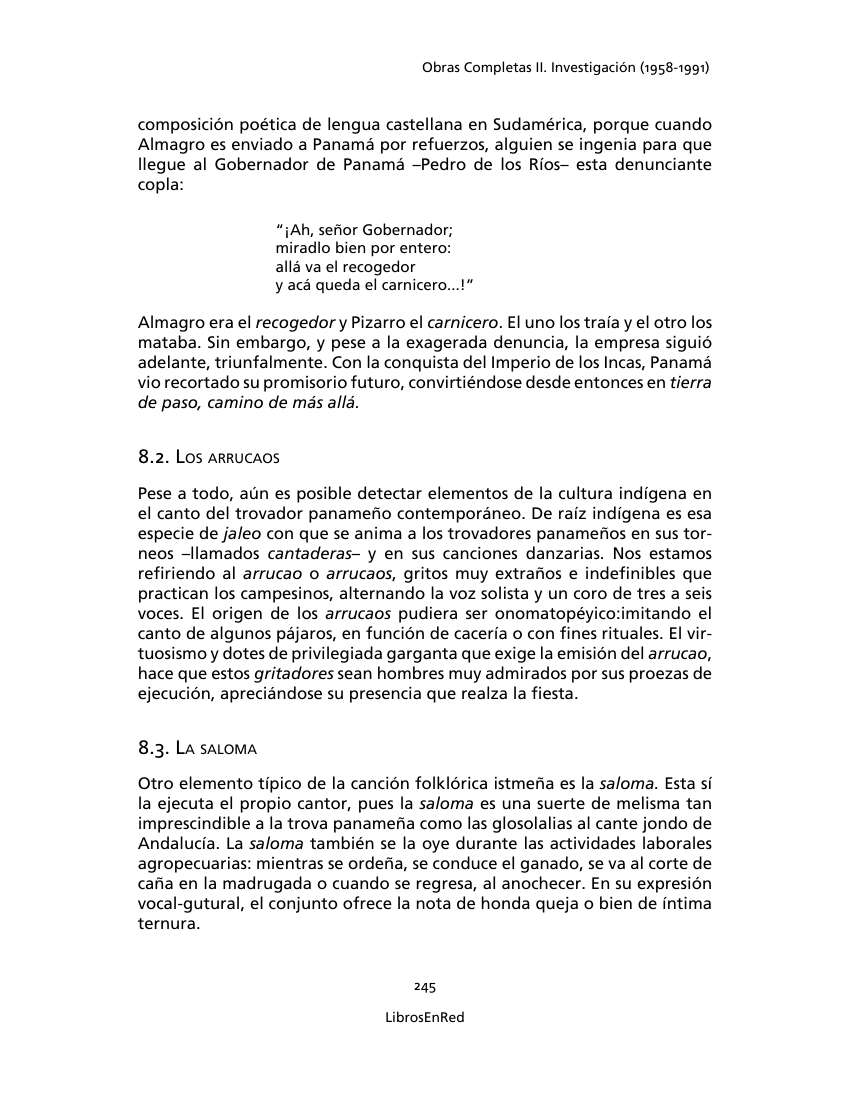 Obras Completas II. Investigación (1958-1991)
composición poética de lengua castellana en Sudamérica, porque cuando
Almagro es enviado a Panamá por refuerzos, alguien se ingenia para que
llegue al Gobernador de Panamá –Pedro de los Ríos– esta denunciante
copla:
“¡Ah, señor Gobernador;
miradlo bien por entero:
allá va el recogedor
y acá queda el carnicero...!”
Almagro era el recogedor y Pizarro el carnicero. El uno los traía y el otro los
mataba. Sin embargo, y pese a la exagerada denuncia, la empresa siguió
adelante, triunfalmente. Con la conquista del Imperio de los Incas, Panamá
vio recortado su promisorio futuro, convirtiéndose desde entonces en tierra
de paso, camino de más allá.
8.2. Los arrucaos
Pese a todo, aún es posible detectar elementos de la cultura indígena en
el canto del trovador panameño contemporáneo. De raíz indígena es esa
especie de jaleo con que se anima a los trovadores panameños en sus tor-
neos –llamados cantaderas– y en sus canciones danzarias. Nos estamos
refiriendo al arrucao o arrucaos, gritos muy extraños e indefinibles que
practican los campesinos, alternando la voz solista y un coro de tres a seis
voces. El origen de los arrucaos pudiera ser onomatopéyico:imitando el
canto de algunos pájaros, en función de cacería o con fines rituales. El vir-
tuosismo y dotes de privilegiada garganta que exige la emisión del arrucao,
hace que estos gritadores sean hombres muy admirados por sus proezas de
ejecución, apreciándose su presencia que realza la fiesta.
8.3. La saloma
Otro elemento típico de la canción folklórica istmeña es la saloma. Esta sí
la ejecuta el propio cantor, pues la saloma es una suerte de melisma tan
imprescindible a la trova panameña como las glosolalias al cante jondo de
Andalucía. La saloma también se la oye durante las actividades laborales
agropecuarias: mientras se ordeña, se conduce el ganado, se va al corte de
caña en la madrugada o cuando se regresa, al anochecer. En su expresión
vocal-gutural, el conjunto ofrece la nota de honda queja o bien de íntima
ternura.
245
LibrosEnRed